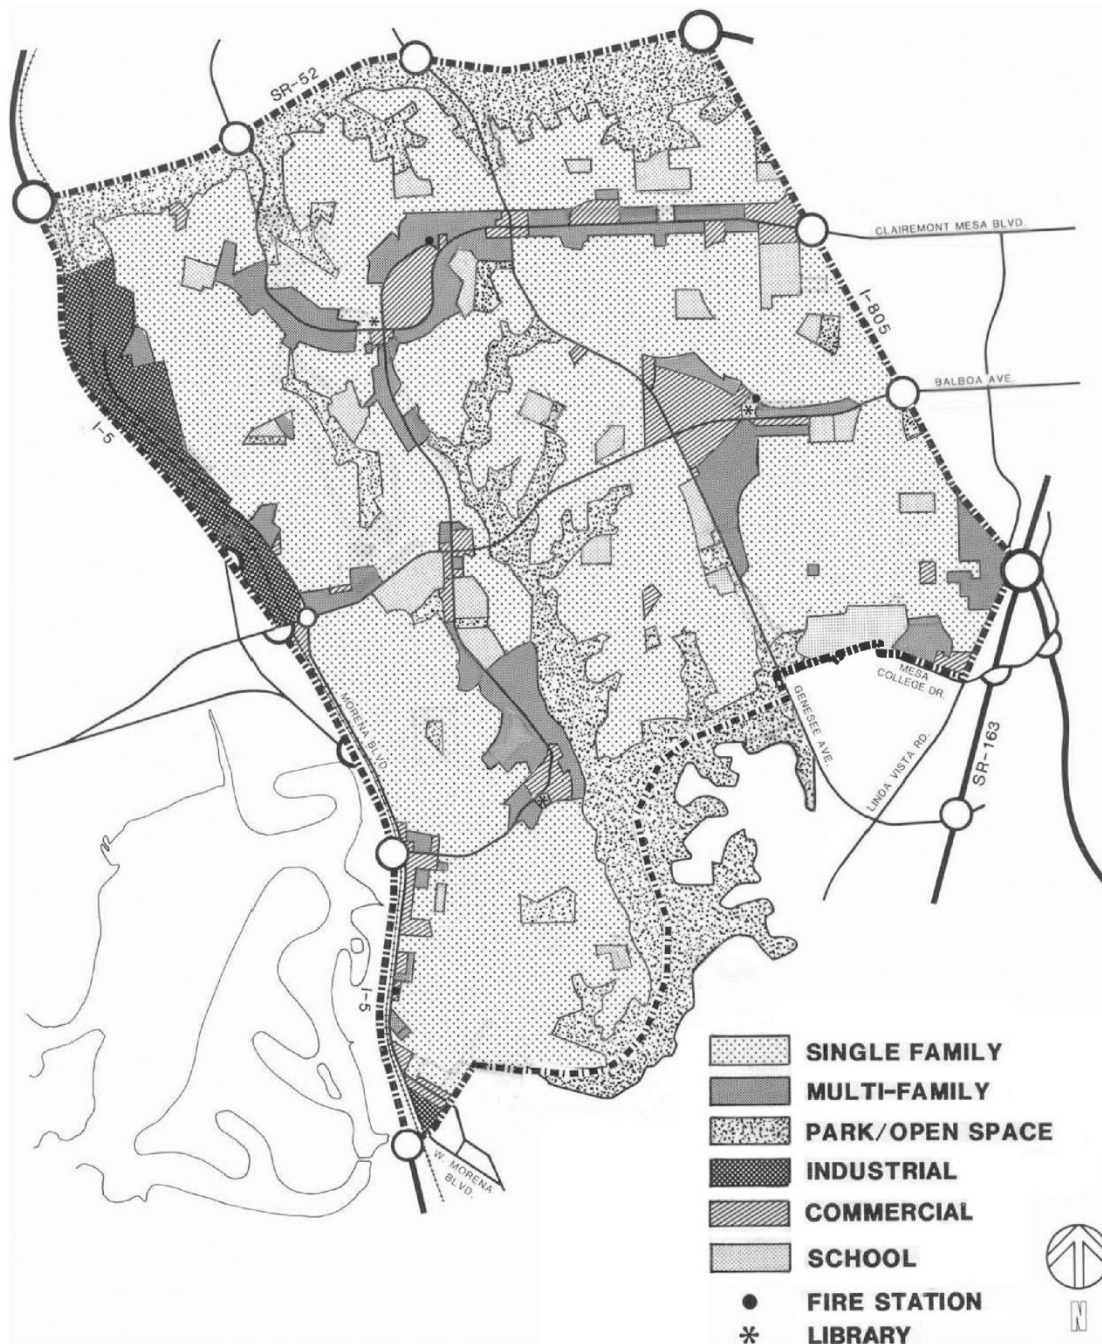 SR-52
CLAIREMONT MESA BLVD.
I-805
BALBOA AVE.
I-5
MORENA BLVD.
MESA
COLLEGE DR.
GENESEE AVE.
LINDA VISTA RD.
SR-163
I-5
W. MORENA
BLVD.
SINGLE FAMILY
MULTI-FAMILY
PARK/OPEN SPACE
INDUSTRIAL
COMMERCIAL
SCHOOL
FIRE STATION
LIBRARY
N